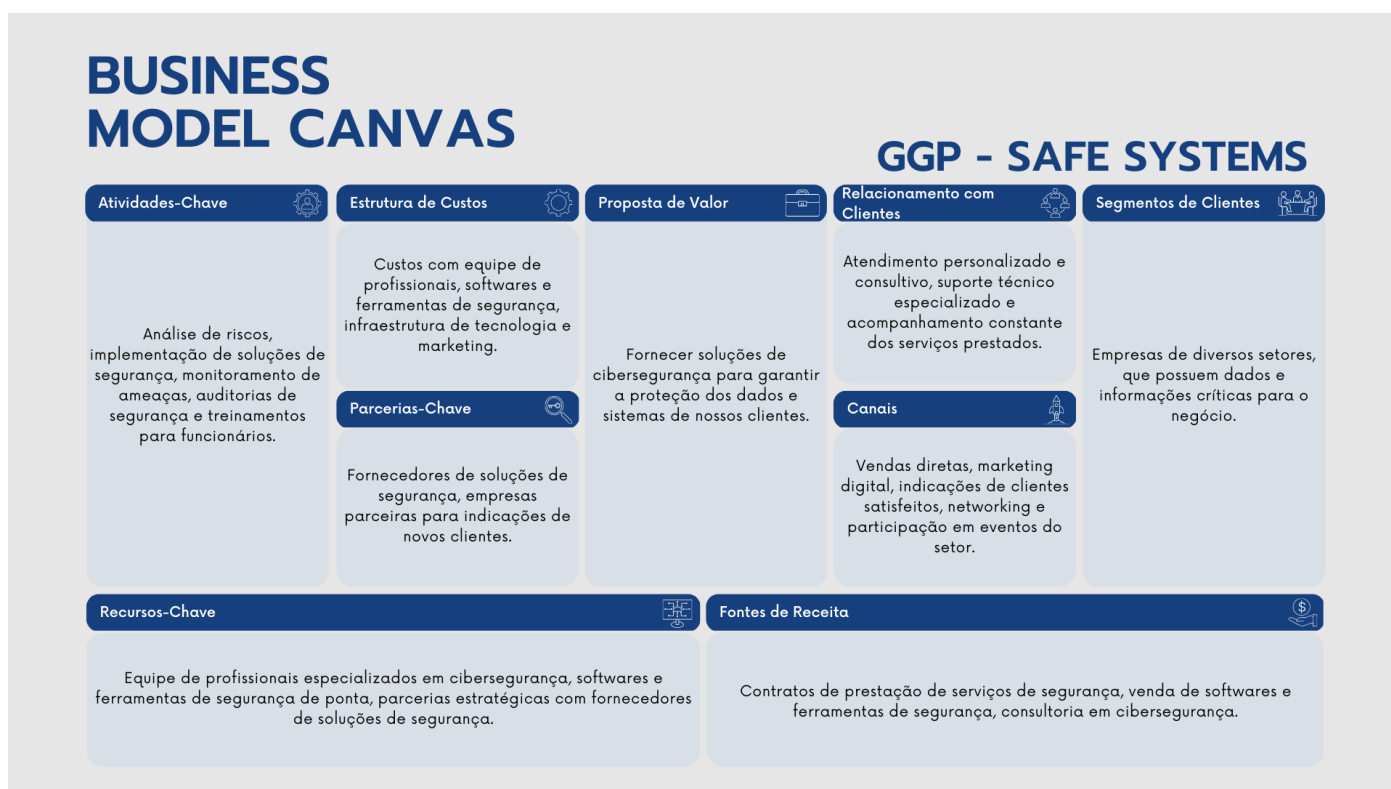 BUSINESS
MODEL CANVAS
GGP - SAFE SYSTEMS
Atividades-Chave
Análise de riscos,
implementação de soluções de
segurança, monitoramento de
ameaças, auditorias de
segurança e treinamentos
para funcionários.
Estrutura de Custos
Custos com equipe de
profissionais, softwares e
ferramentas de segurança,
infraestrutura de tecnologia e
marketing.
Parcerias-Chave
Fornecedores de soluções de
segurança, empresas
parceiras para indicações de
novos clientes.
Proposta de Valor
Fornecer soluções de
cibersegurança para garantir
a proteção dos dados e
sistemas de nossos clientes.
Relacionamento com
Clientes
Atendimento personalizado e
consultivo, suporte técnico
especializado e
acompanhamento constante
dos serviços prestados.
Canais
Vendas diretas, marketing
digital, indicações de clientes
satisfeitos, networking e
participação em eventos do
setor.
Segmentos de Clientes
Empresas de diversos setores,
que possuem dados e
informações críticas para o
negócio.
Recursos-Chave
Equipe de profissionais especializados em cibersegurança, softwares e
ferramentas de segurança de ponta, parcerias estratégicas com fornecedores
de soluções de segurança.
Fontes de Receita
$
Contratos de prestação de serviços de segurança, venda de softwares e
ferramentas de segurança, consultoria em cibersegurança.